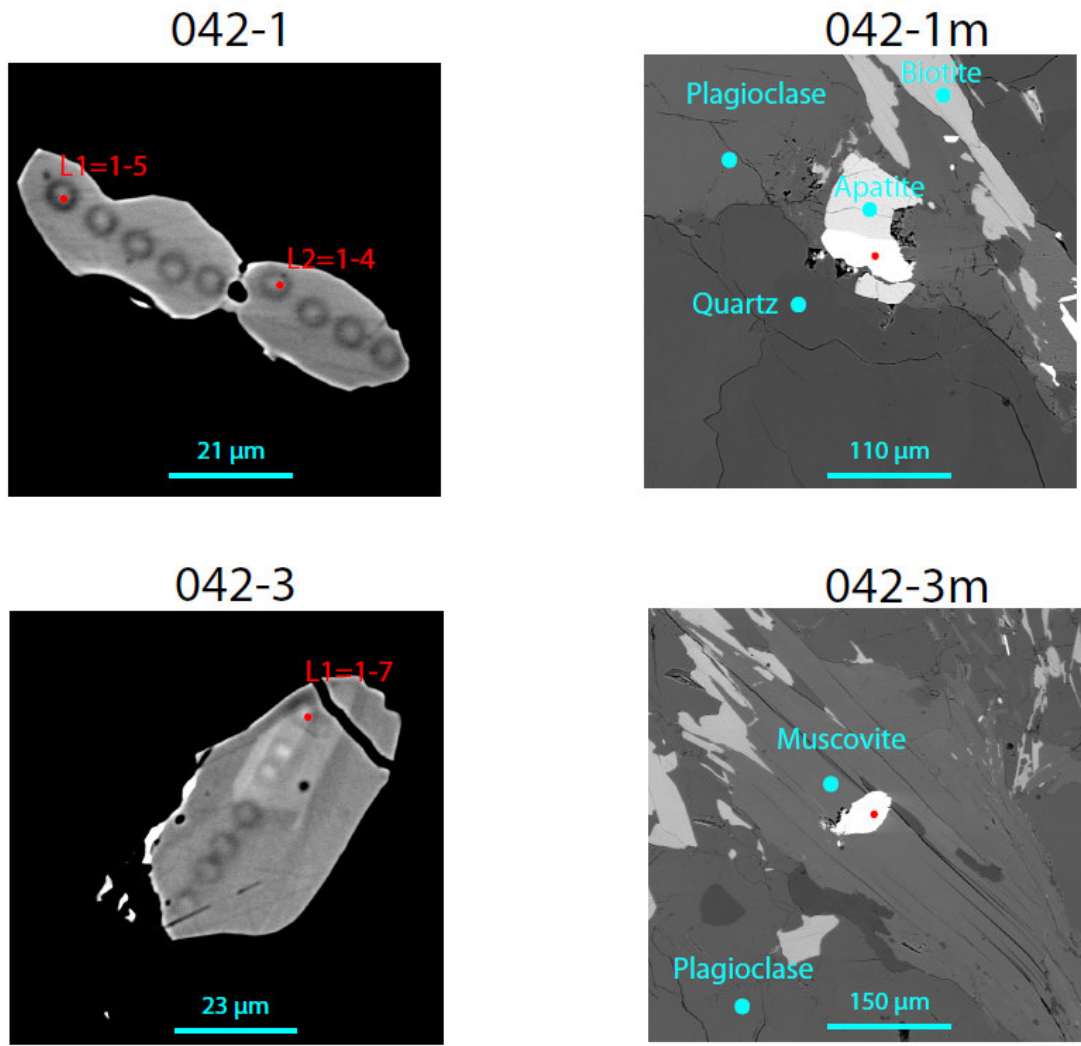 042-1
L1=1-5
L2=1-4
21 μm
042-1m
Biotite
Plagioclase
Apatite
Quartz
110 μm
042-3
L1=1-7
23 μm
042-3m
Muscovite
Plagioclase
150 μm